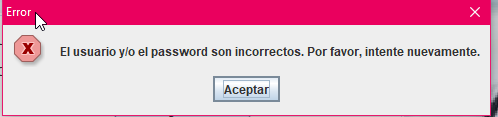 Error
El usuario y/o el password son incorrectos. Por favor, intente nuevamente.
Aceptar